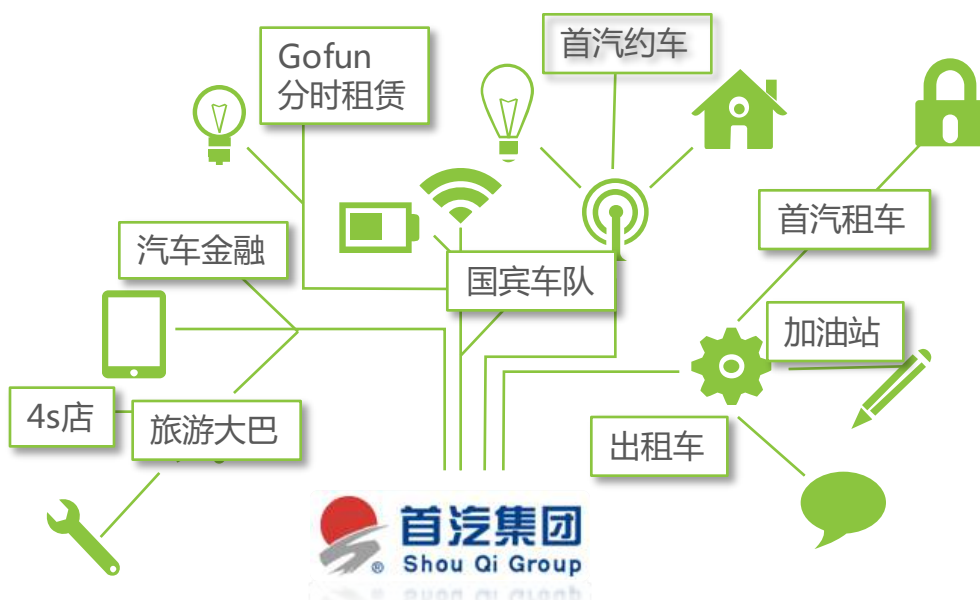 Gofun
分时租赁
首汽约车
首汽租车
汽车金融
国宾车队
加油站
4s店
旅游大巴
出租车
首汽集团
® Shou Qi Group